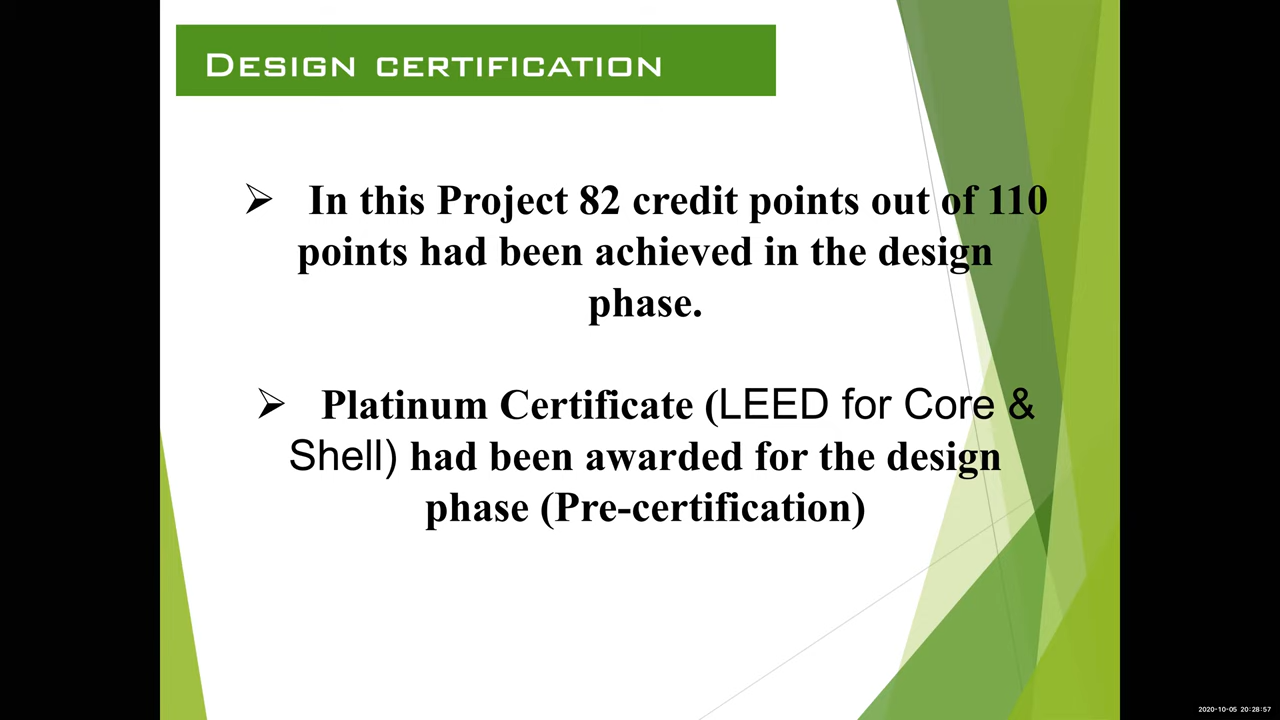 DESIGN CERTIFICATION
➢ In this Project 82 credit points out of 110
points had been achieved in the design
phase.
➢ Platinum Certificate (LEED for Core &
Shell) had been awarded for the design
phase (Pre-certification)
2020-10-05 20:28:57